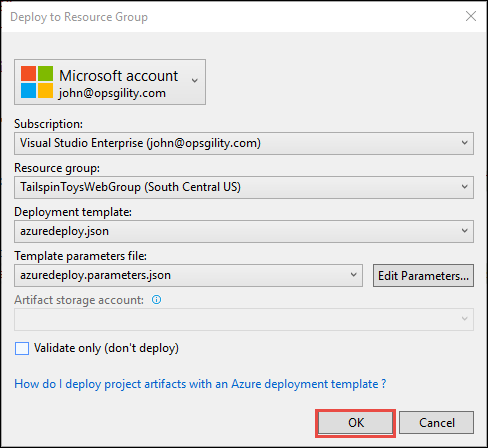 Deploy to Resource Group
Microsoft account
john@opsgility.com
Subscription:
Visual Studio Enterprise (john@opsgility.com)
Resource group:
TailspinToysWebGroup (South Central US)
Deployment template:
azuredeploy.json
Template parameters file:
azuredeploy.parameters.json Edit Parameters...
Artifact storage account:
Validate only (don't deploy)
How do I deploy project artifacts with an Azure deployment template ?
OK Cancel